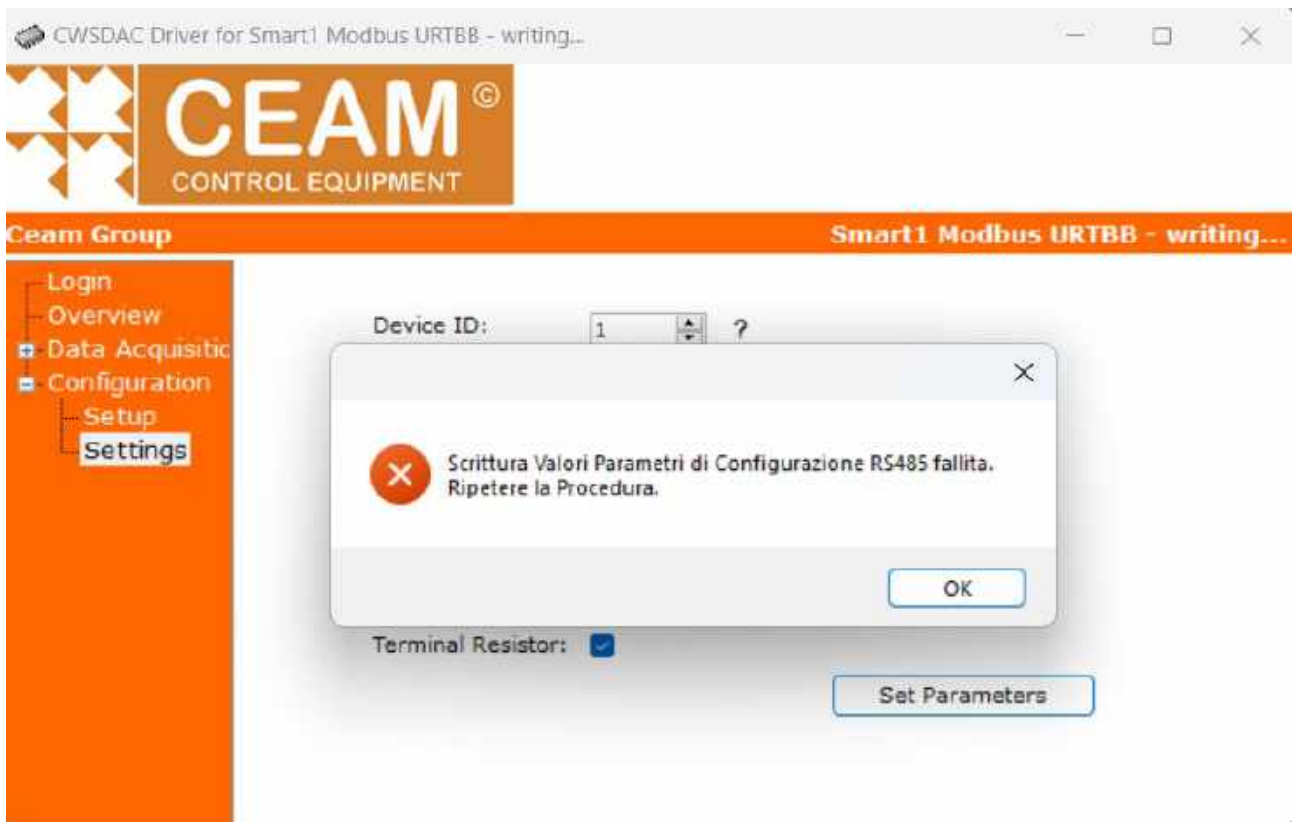 CWSDAC Driver for Smart1 Modbus URTBB - writing...
CEAM ©
CONTROL EQUIPMENT
Ceam Group
Smart1 Modbus URTBB - writing...
Login
Overview
Data Acquisitic
Configuration
Setup
Settings
Device ID:
1
?
Scrittura Valori Parametri di Configurazione RS485 fallita.
Ripetere la Procedura.
OK
Terminal Resistor:
Set Parameters